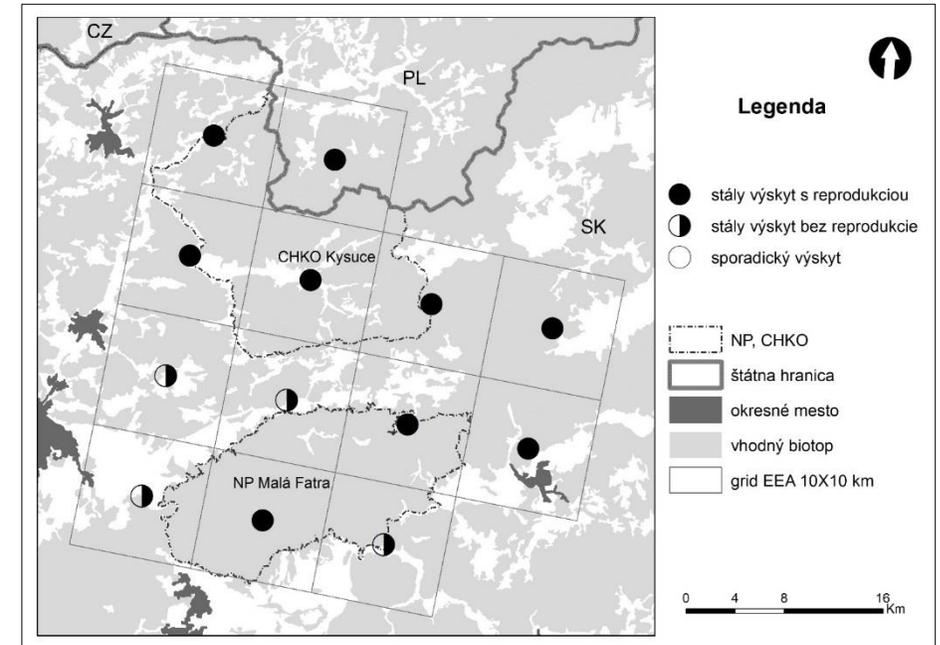 CZ
PL
SK
CHKO Kysuce
NP Malá Fatra
Legenda
stály výskyt s reprodukciou
stály výskyt bez reprodukcie
sporadický výskyt
NP, CHKO
štátna hranica
okresné mesto
vhodný biotop
grid EEA 10X10 km
0 4 8 16
Km